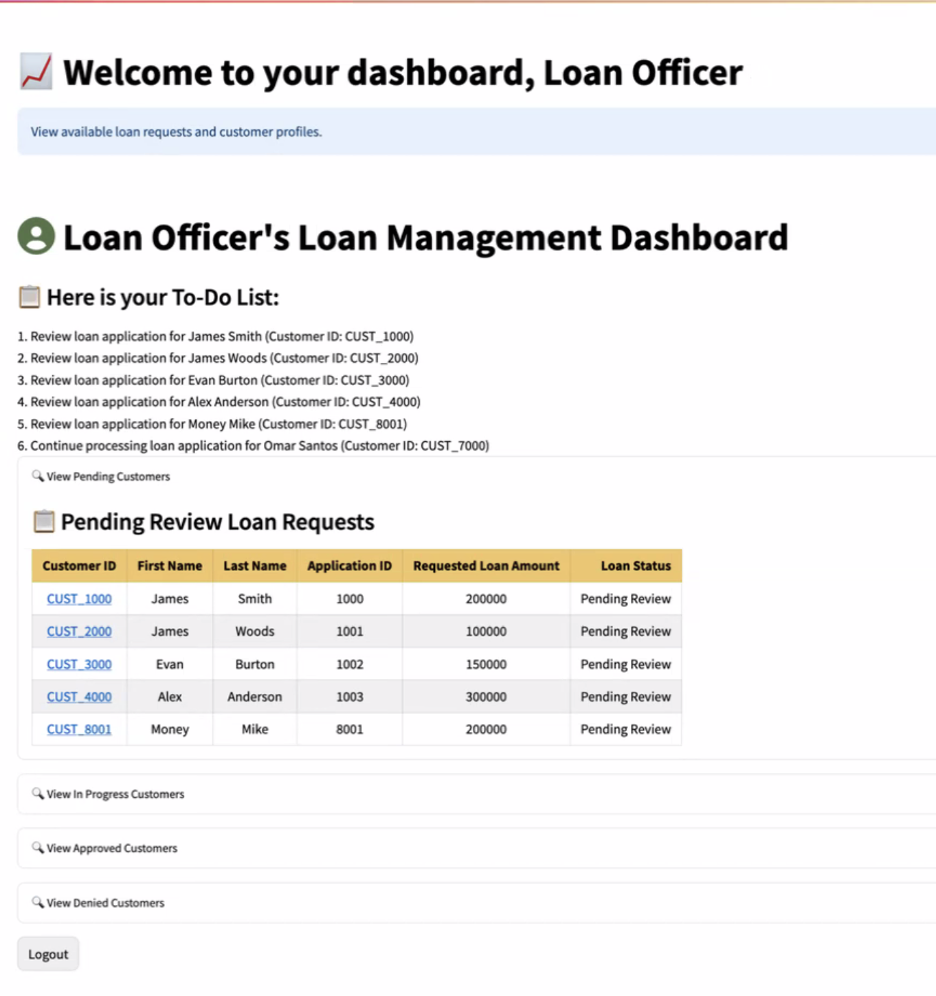 Welcome to your dashboard, Loan Officer
View available loan requests and customer profiles.
Loan Officer's Loan Management Dashboard
Here is your To-Do List:
1. Review loan application for James Smith (Customer ID: CUST_1000)
2. Review loan application for James Woods (Customer ID: CUST_2000)
3. Review loan application for Evan Burton (Customer ID: CUST_3000)
4. Review loan application for Alex Anderson (Customer ID: CUST_4000)
5. Review loan application for Money Mike (Customer ID: CUST_8001)
6. Continue processing loan application for Omar Santos (Customer ID: CUST_7000)
View Pending Customers
Pending Review Loan Requests
Customer ID First Name Last Name Application ID Requested Loan Amount Loan Status
CUST_1000 James Smith 1000 200000 Pending Review
CUST_2000 James Woods 1001 100000 Pending Review
CUST_3000 Evan Burton 1002 150000 Pending Review
CUST_4000 Alex Anderson 1003 300000 Pending Review
CUST_8001 Money Mike 8001 200000 Pending Review
View In Progress Customers
View Approved Customers
View Denied Customers
Logout